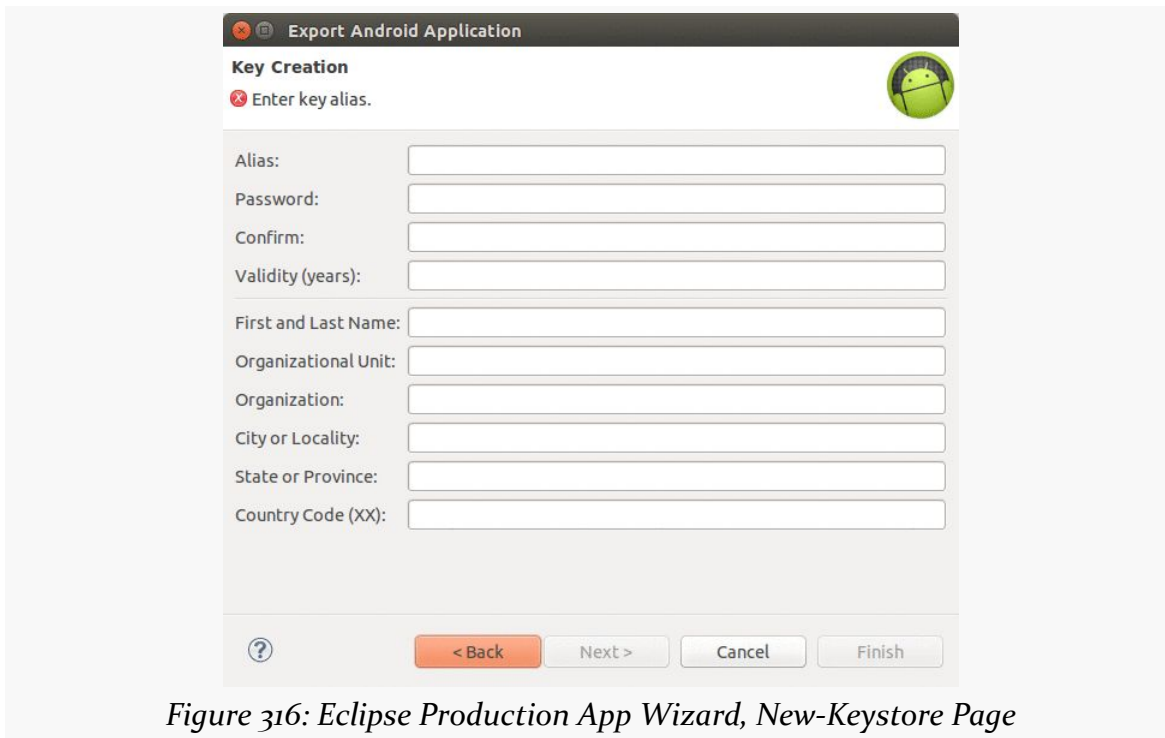 Export Android Application
Key Creation
Enter key alias.
Alias:
Password:
Confirm:
Validity (years):
First and Last Name:
Organizational Unit:
Organization:
City or Locality:
State or Province:
Country Code (XX):
?
< Back
Next >
Cancel
Finish
Figure 316: Eclipse Production App Wizard, New-Keystore Page